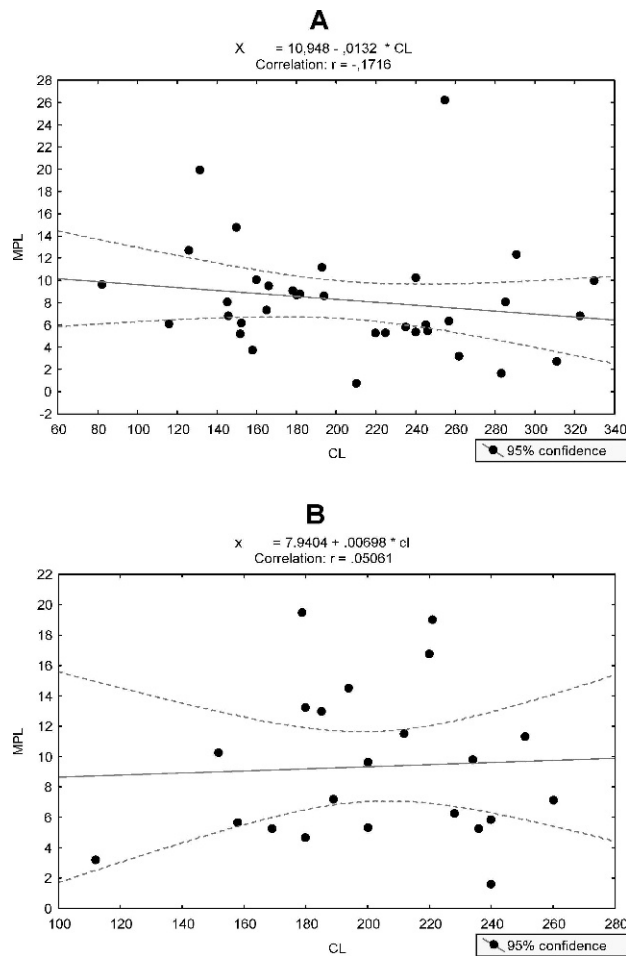 A
X = 10,948 - ,0132 * CL
Correlation: r = -,1716
28
26
24
22
20
18
16
14
12
10
8
6
4
2
0
-2
MPL
60 80 100 120 140 160 180 200 220 240 260 280 300 320 340
CL
95% confidence
B
x = 7.9404 + .00698 * cl
Correlation: r = .05061
22
20
18
16
14
12
10
8
6
4
2
0
MPL
100 120 140 160 180 200 220 240 260 280
CL
95% confidence